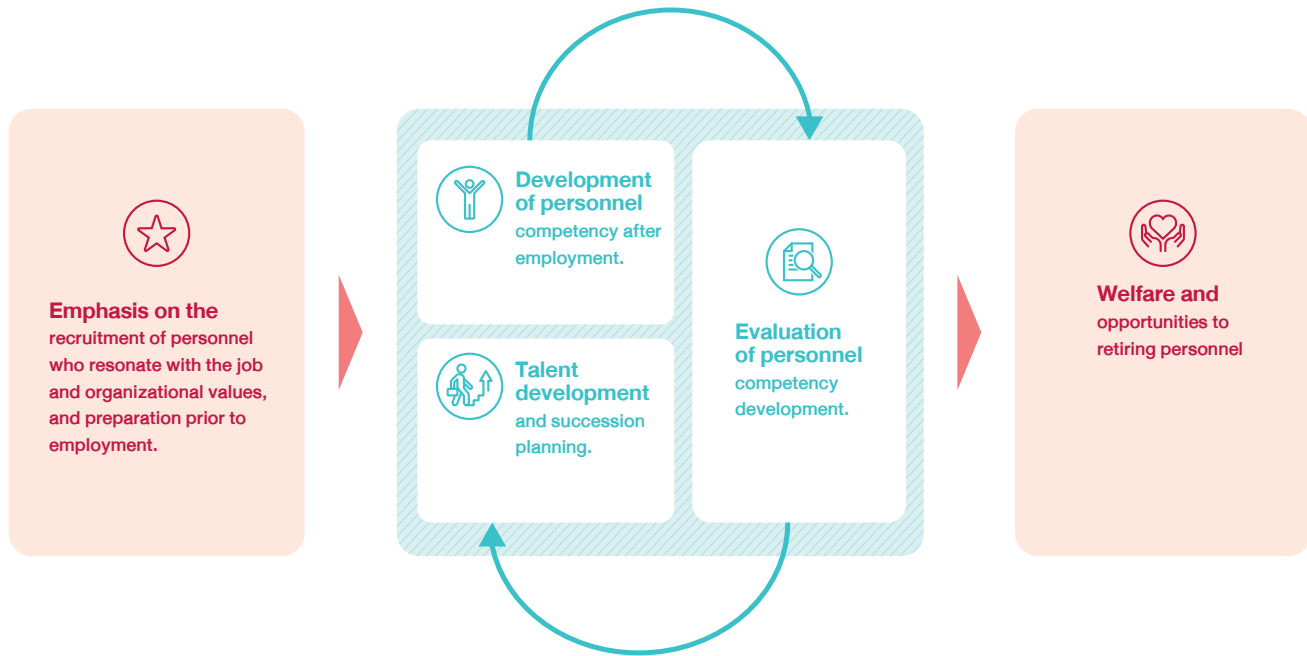 Emphasis on the
recruitment of personnel
who resonate with the job
and organizational values,
and preparation prior to
employment.
Development
of personnel
competency after
employment.
Talent
development
and succession
planning.
Evaluation
of personnel
competency
development.
Welfare and
opportunities to
retiring personnel